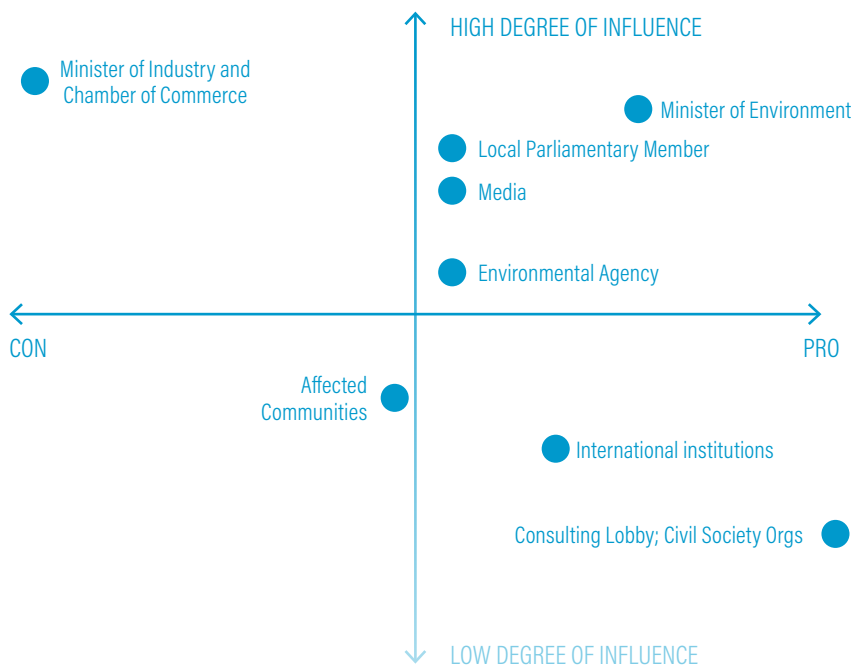 HIGH DEGREE OF INFLUENCE
Minister of Industry and
Chamber of Commerce
Minister of Environment
Local Parliamentary Member
Media
Environmental Agency
CON
PRO
Affected
Communities
International institutions
Consulting Lobby; Civil Society Orgs
LOW DEGREE OF INFLUENCE